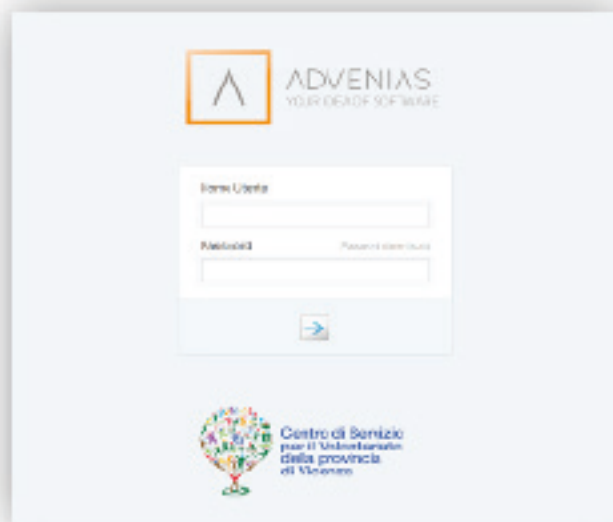 ADVENIAS
YOUR IDEA OF SOFTWARE
Nome Utente
Password
Centro di Servizio
per il Volontariato
della provincia
di Vicenza